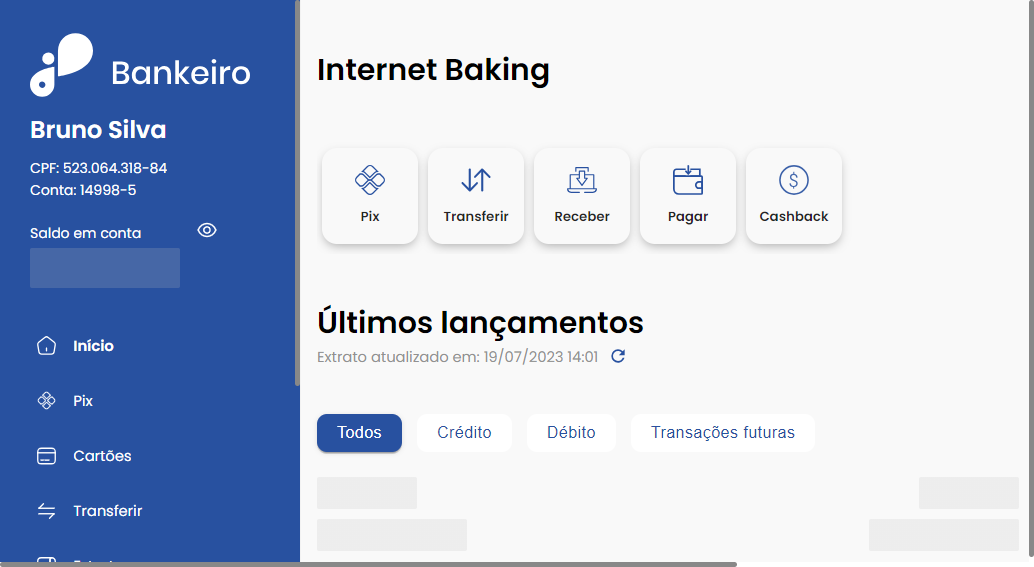 Bankeiro
Bruno Silva
CPF: 523.064.318-84
Conta: 14998-5
Saldo em conta
Início
Pix
Cartões
Transferir
Internet Baking
Pix
Transferir
Receber
Pagar
Cashback
Últimos lançamentos
Extrato atualizado em: 19/07/2023 14:01
Todos
Crédito
Débito
Transações futuras